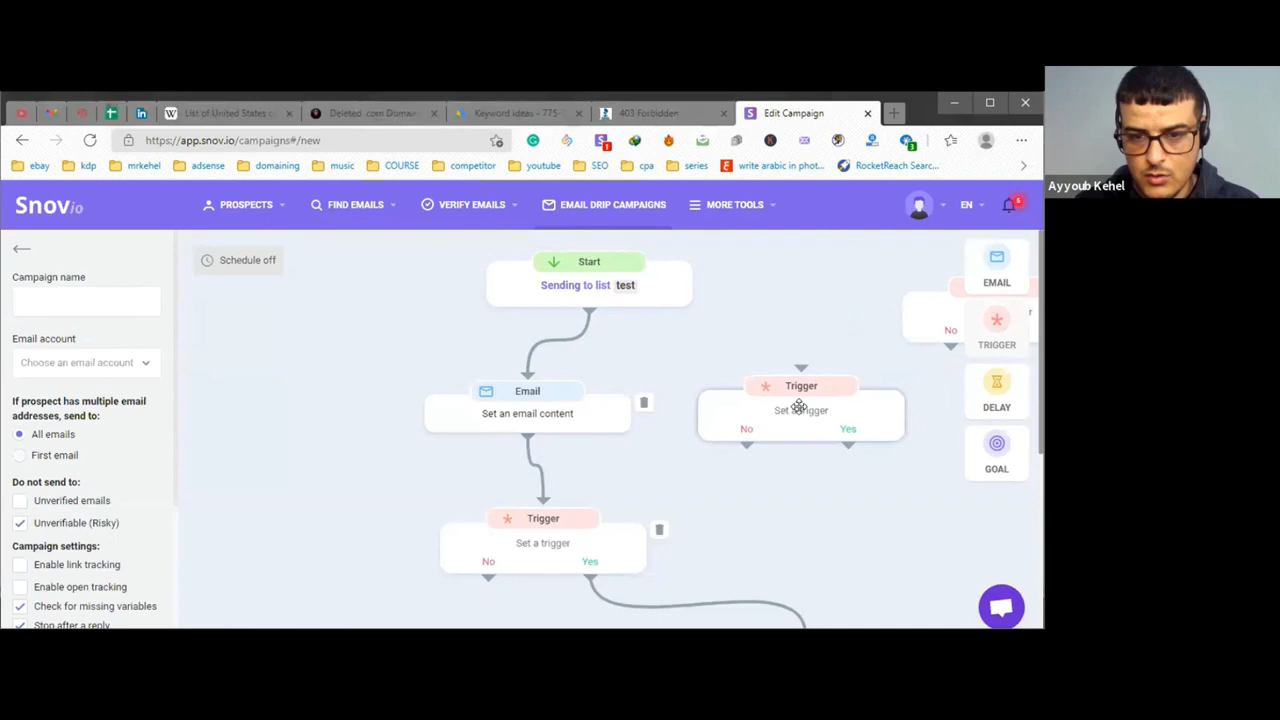 List of United States c
Deleted .com Domai
Keyword ideas - 775-
403 Forbidden
Edit Campaign
https://app.snov.io/campaigns#/new
1
3
ebay
kdp
mrkehel
adsense
domaining
music
COURSE
competitor
youtube
SEO
cpa
series
write arabic in phot...
RocketReach Searc...
Ayyoub Kehel
Snov.io
PROSPECTS
FIND EMAILS
VERIFY EMAILS
EMAIL DRIP CAMPAIGNS
MORE TOOLS
EN
Schedule off
Start
Sending to list test
Campaign name
EMAIL
Email account
Choose an email account
No
TRIGGER
If prospect has multiple email
addresses, send to:
All emails
First email
Email
Set an email content
Trigger
No
Yes
DELAY
GOAL
Do not send to:
Unverified emails
Unverifiable (Risky)
Trigger
Set a trigger
No
Yes
Campaign settings:
Enable link tracking
Enable open tracking
Check for missing variables
Stop after a reply